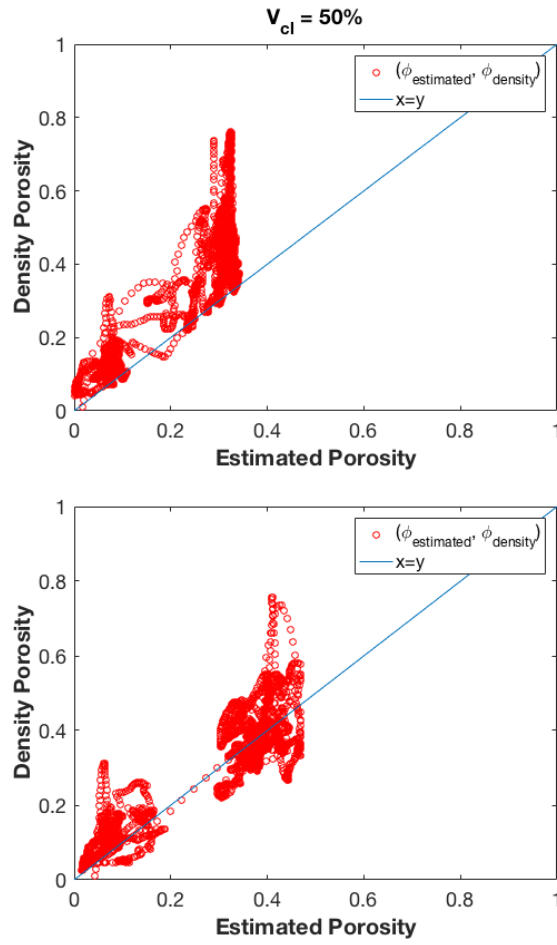 V_cl = 50%
1
0.8
0.6
0.4
0.2
0
Density Porosity
(ϕ_estimated, ϕ_density)
x=y
0 0.2 0.4 0.6 0.8 1
Estimated Porosity
1
0.8
0.6
0.4
0.2
0
Density Porosity
(ϕ_estimated, ϕ_density)
x=y
0 0.2 0.4 0.6 0.8 1
Estimated Porosity